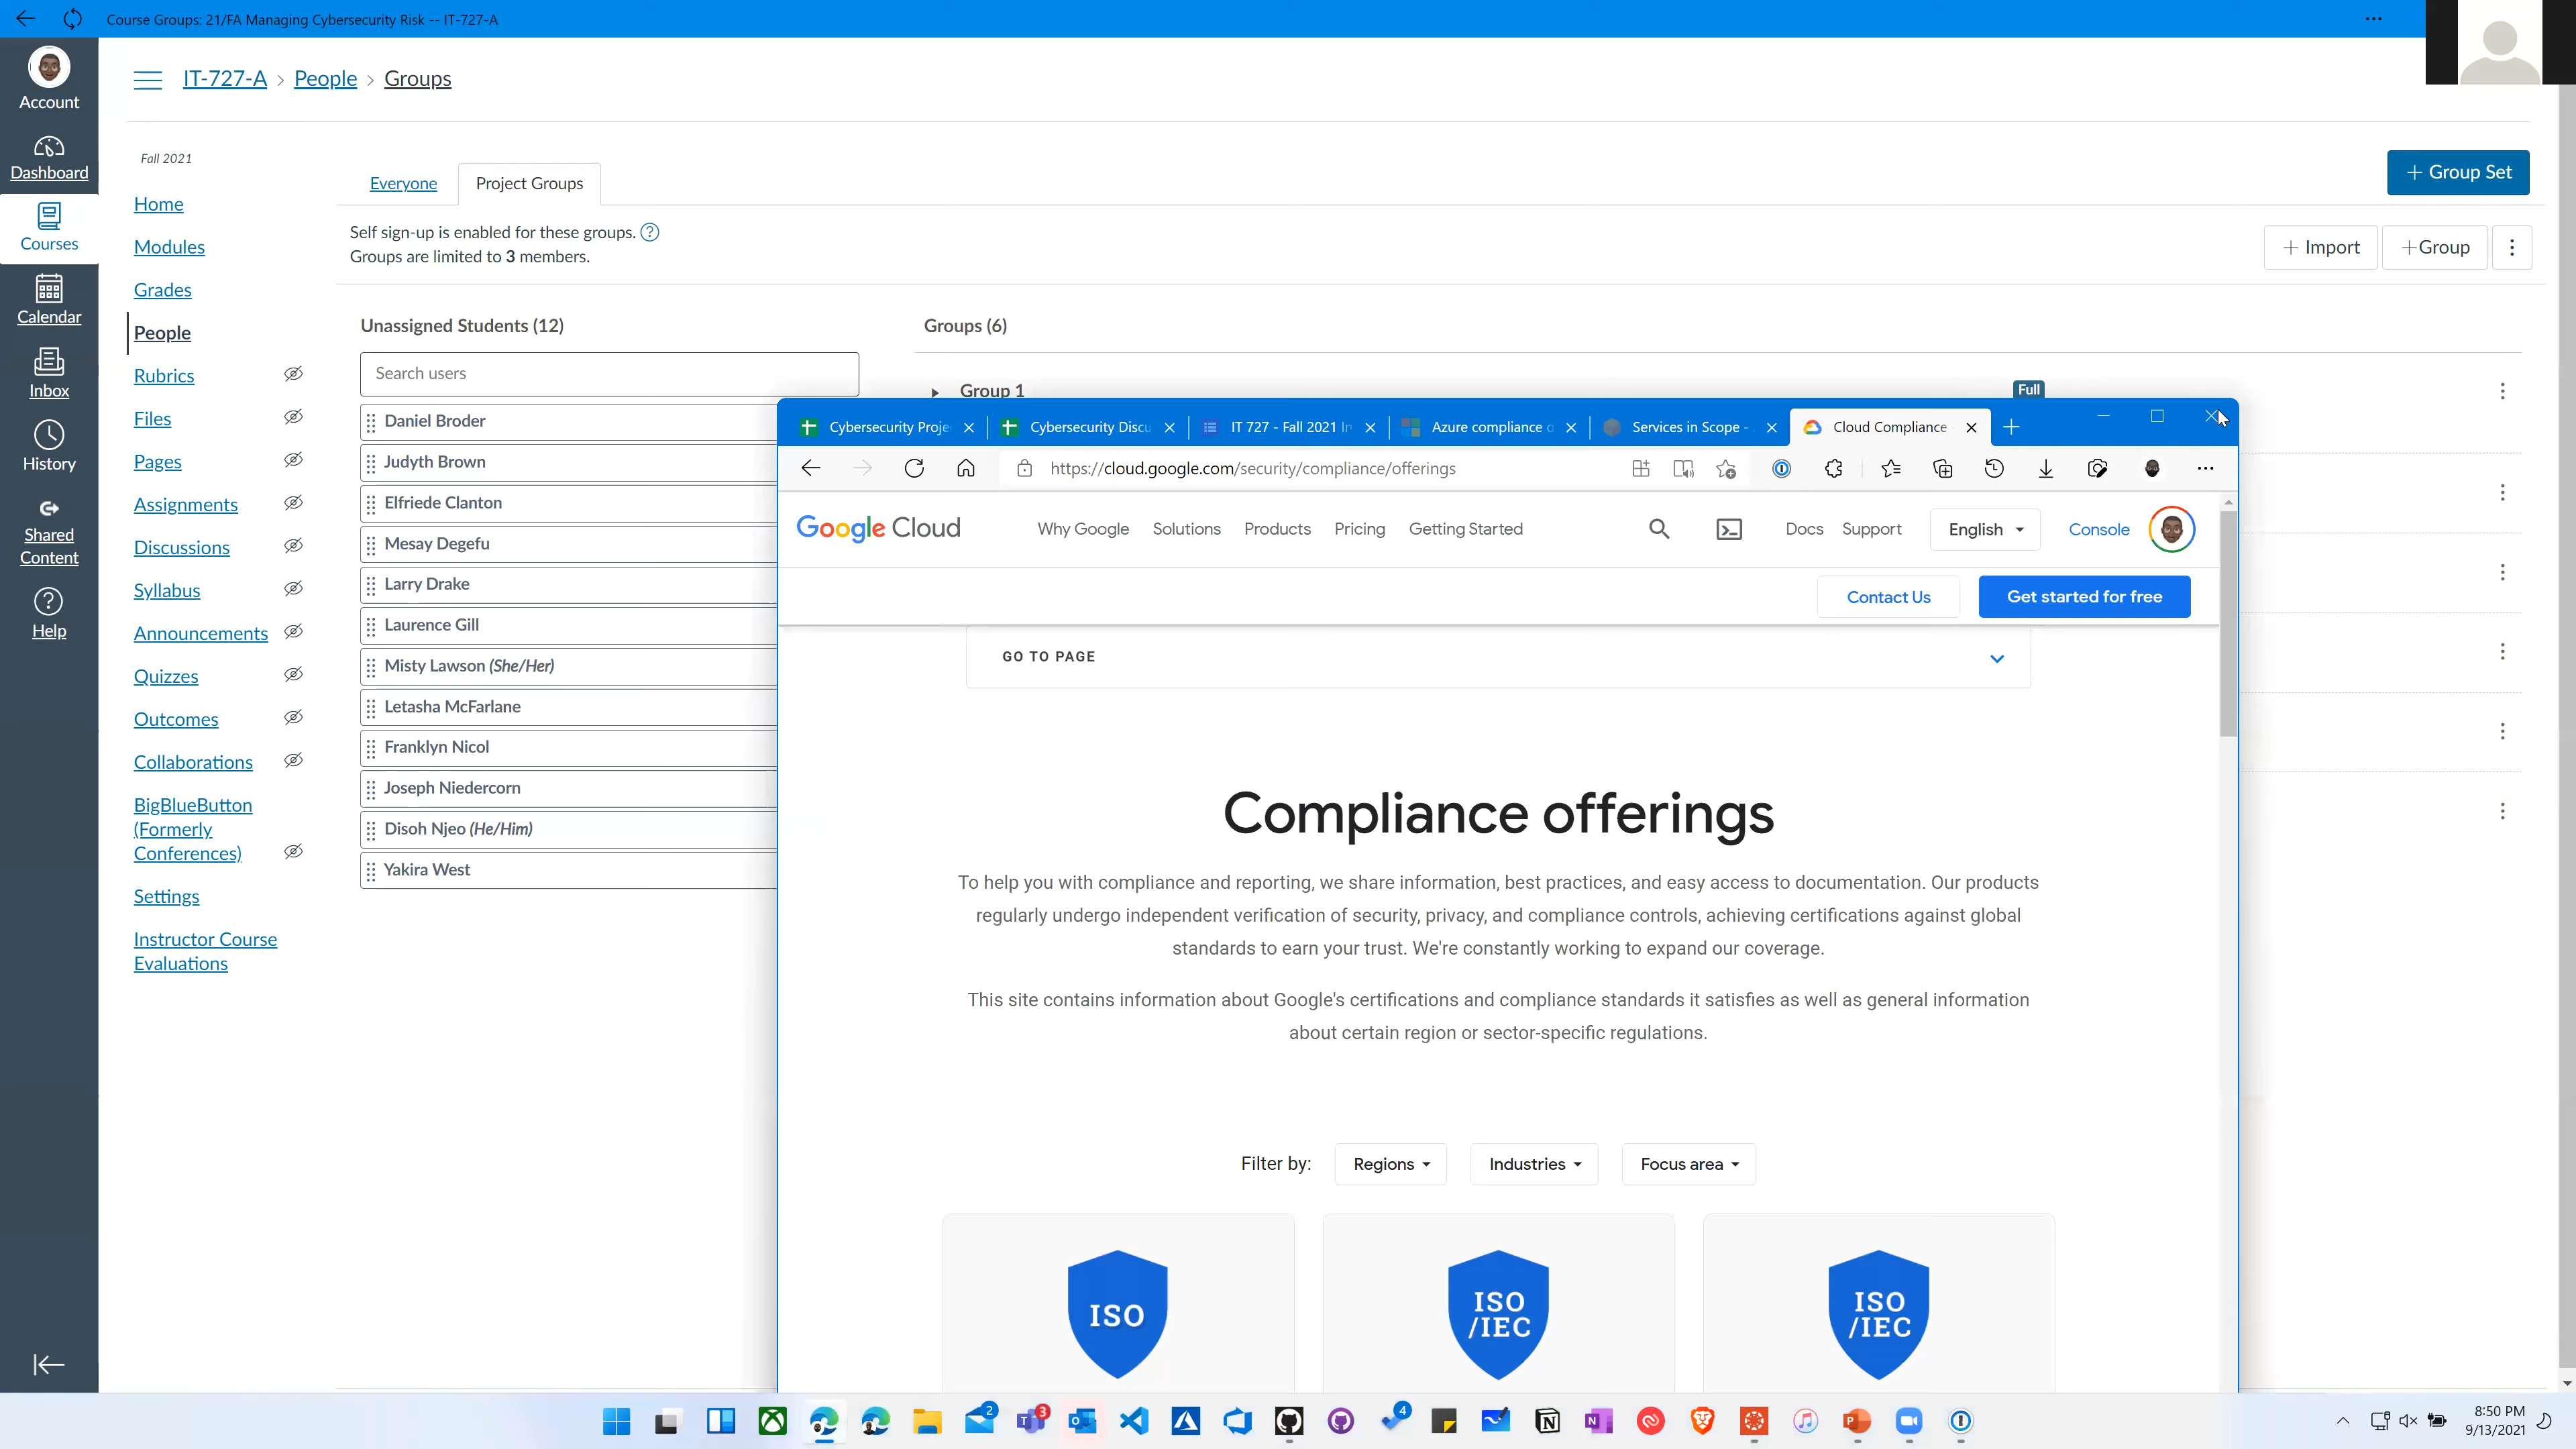 Course Groups: 21/FA Managing Cybersecurity Risk -- IT-727-A
Account
Dashboard
Courses
Calendar
Inbox
History
Shared
Content
Help
IT-727-A > People > Groups
Fall 2021
Home
Modules
Grades
People
Rubrics
Files
Pages
Assignments
Discussions
Syllabus
Announcements
Quizzes
Outcomes
Collaborations
BigBlueButton
(Formerly
Conferences)
Settings
Instructor Course
Evaluations
Everyone
Project Groups
+ Group Set
Self sign-up is enabled for these groups.
Groups are limited to 3 members.
+ Import
+Group
Unassigned Students (12)
Search users
Daniel Broder
Judyth Brown
Elfriede Clanton
Mesay Degefu
Larry Drake
Laurence Gill
Misty Lawson (She/Her)
Letasha McFarlane
Franklyn Nicol
Joseph Niedercorn
Disoh Njeo (He/Him)
Yakira West
Groups (6)
Group 1
Full
Cybersecurity Proje
Cybersecurity Discu
IT 727 - Fall 2021 In
Azure compliance o
Services in Scope -
Cloud Compliance
https://cloud.google.com/security/compliance/offerings
Google Cloud
Why Google
Solutions
Products
Pricing
Getting Started
Docs
Support
English
Console
Contact Us
Get started for free
GO TO PAGE
Compliance offerings
To help you with compliance and reporting, we share information, best practices, and easy access to documentation. Our products
regularly undergo independent verification of security, privacy, and compliance controls, achieving certifications against global
standards to earn your trust. We're constantly working to expand our coverage.
This site contains information about Google's certifications and compliance standards it satisfies as well as general information
about certain region or sector-specific regulations.
Filter by:
Regions
Industries
Focus area
ISO
ISO
/IEC
ISO
/IEC
2
3
4
8:50 PM
9/13/2021